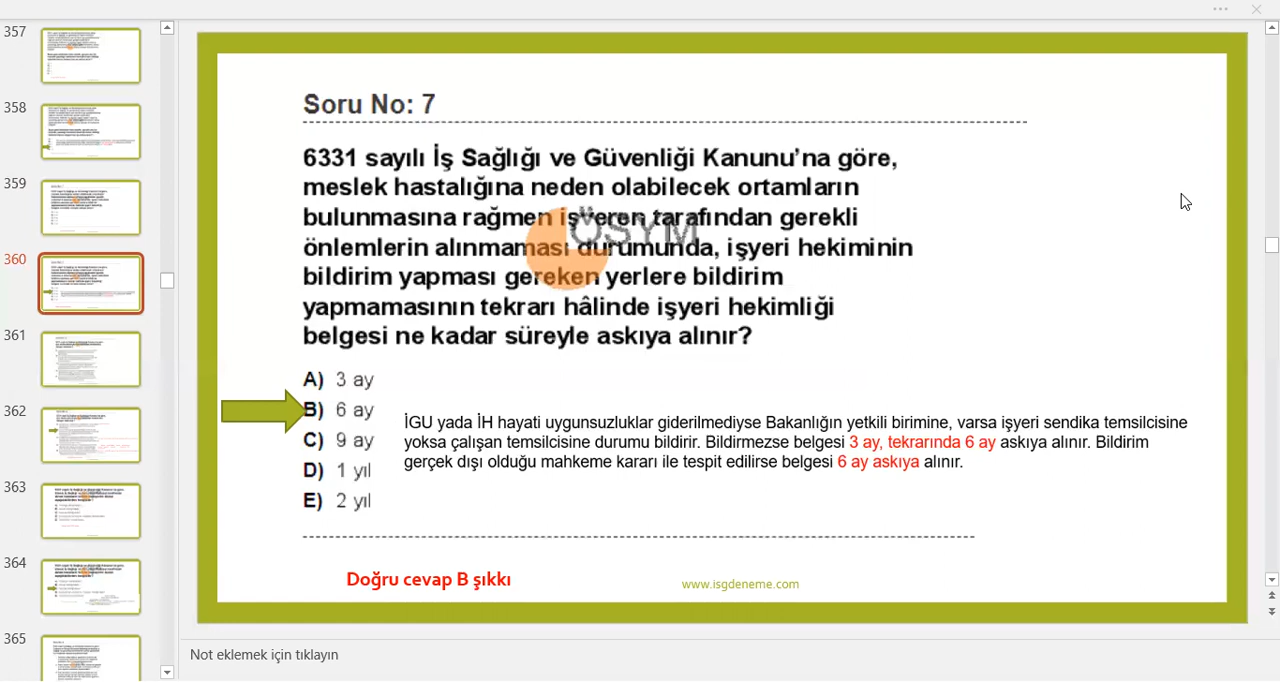 357
358
359
360
361
362
363
364
365
Soru No: 7
6331 sayılı İş Sağlığı ve Güvenliği Kanunu'na göre,
meslek hastalığına neden olabilecek ortamların
bulunmasına rağmen işveren tarafından gerekli
önlemlerin alınmaması durumunda, işyeri hekiminin
bildirim yapması gereken yerlere bildirim
yapmamasının tekrarı hâlinde işyeri hekimliği
belgesi ne kadar süreyle askıya alınır?
ÖSYM
A) 3 ay
B) 6 ay
C) 9 ay
D) 1 yıl
E) 2 yıl
İGU yada İH hayati uygunsuzluklar giderilmediyse Bakanlığın yetkili birimine, varsa işyeri sendika temsilcisine
yoksa çalışan temsilcisine durumu bildirir. Bildirmezse belgesi 3 ay, tekrarında 6 ay askıya alınır. Bildirim
gerçek dışı olduğu mahkeme kararı ile tespit edilirse belgesi 6 ay askıya alınır.
Doğru cevap B şıkkı
www.isgdeneme.com
Not eklemek için tıklayın